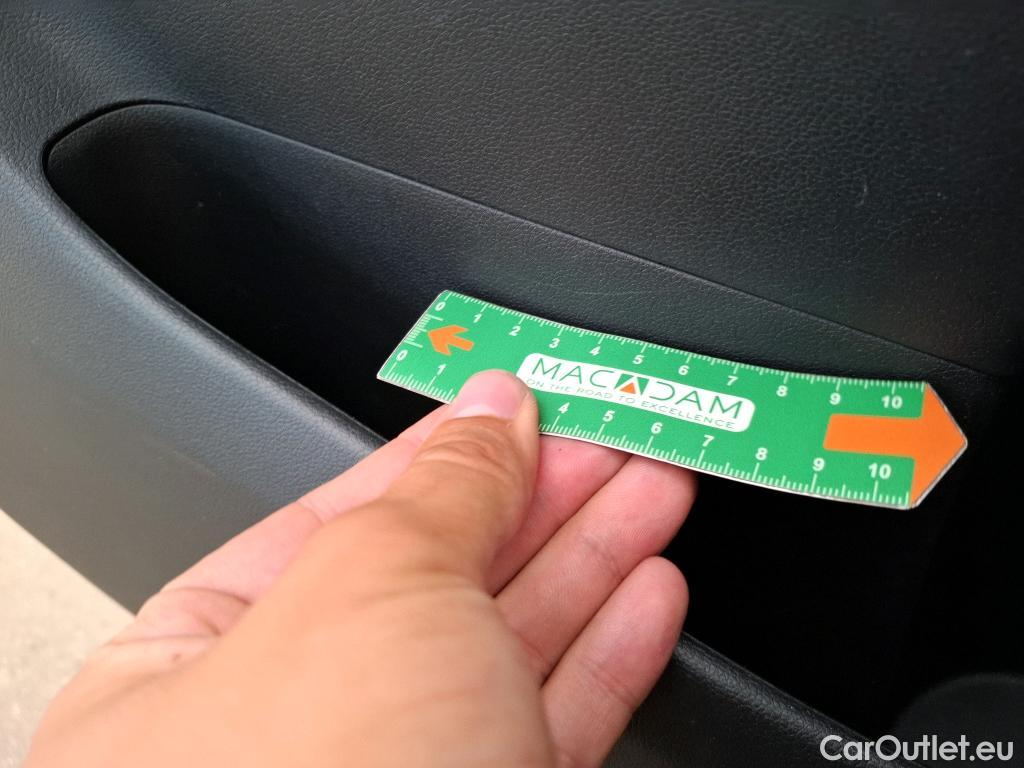 0 1 2 3 4 5 6 7 8 9 10
MACADAM
ON THE ROAD TO EXCELLENCE
0 1 4 5 6 7 8 9 10
CarOutlet.eu